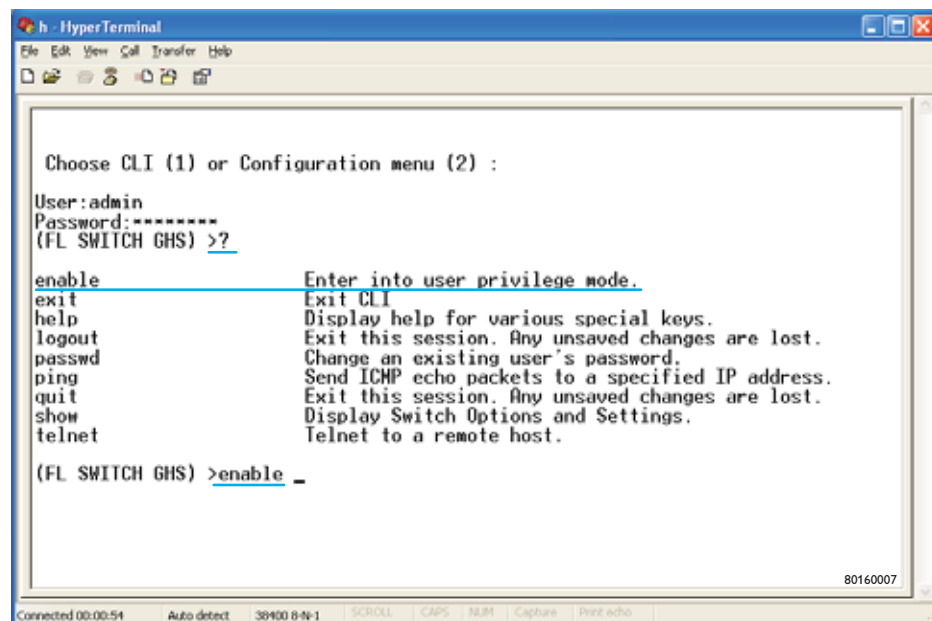 h - HyperTerminal
File Edit View Call Transfer Help
Choose CLI (1) or Configuration menu (2) :
User:admin
Password:********
(FL SWITCH GHS) >?
enable Enter into user privilege mode.
exit Exit CLI
help Display help for various special keys.
logout Exit this session. Any unsaved changes are lost.
passwd Change an existing user's password.
ping Send ICMP echo packets to a specified IP address.
quit Exit this session. Any unsaved changes are lost.
show Display Switch Options and Settings.
telnet Telnet to a remote host.
(FL SWITCH GHS) >enable _
80160007
Connected 00:00:54 Auto detect 38400 8-N-1 SCROLL CAPS NUM Capture Print echo